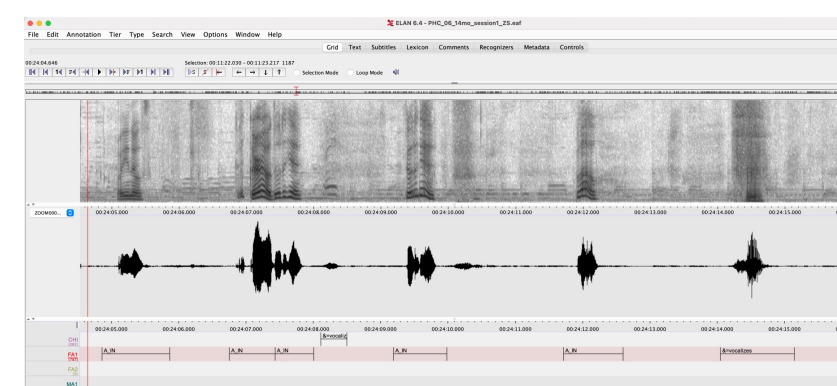 ELAN 6.4 - PHC_06_14mo_session1_ZS.eaf
File Edit Annotation Tier Type Search View Options Window Help
Grid Text Subtitles Lexicon Comments Recognizers Metadata Controls
00:24:04.646 Selection: 00:11:22.030 - 00:11:23.217 1187
Selection Mode Loop Mode
ZOOM000... 00:24:05.000 00:24:06.000 00:24:07.000 00:24:08.000 00:24:09.000 00:24:10.000 00:24:11.000 00:24:12.000 00:24:13.000 00:24:14.000 00:24:15.000
00:24:05.000 00:24:06.000 00:24:07.000 00:24:08.000 00:24:09.000 00:24:10.000 00:24:11.000 00:24:12.000 00:24:13.000 00:24:14.000 00:24:15.000
CHI &=vocaliz
FA1 A_IN A_IN A_IN A_IN A_IN &=vocalizes
FA2
MA1